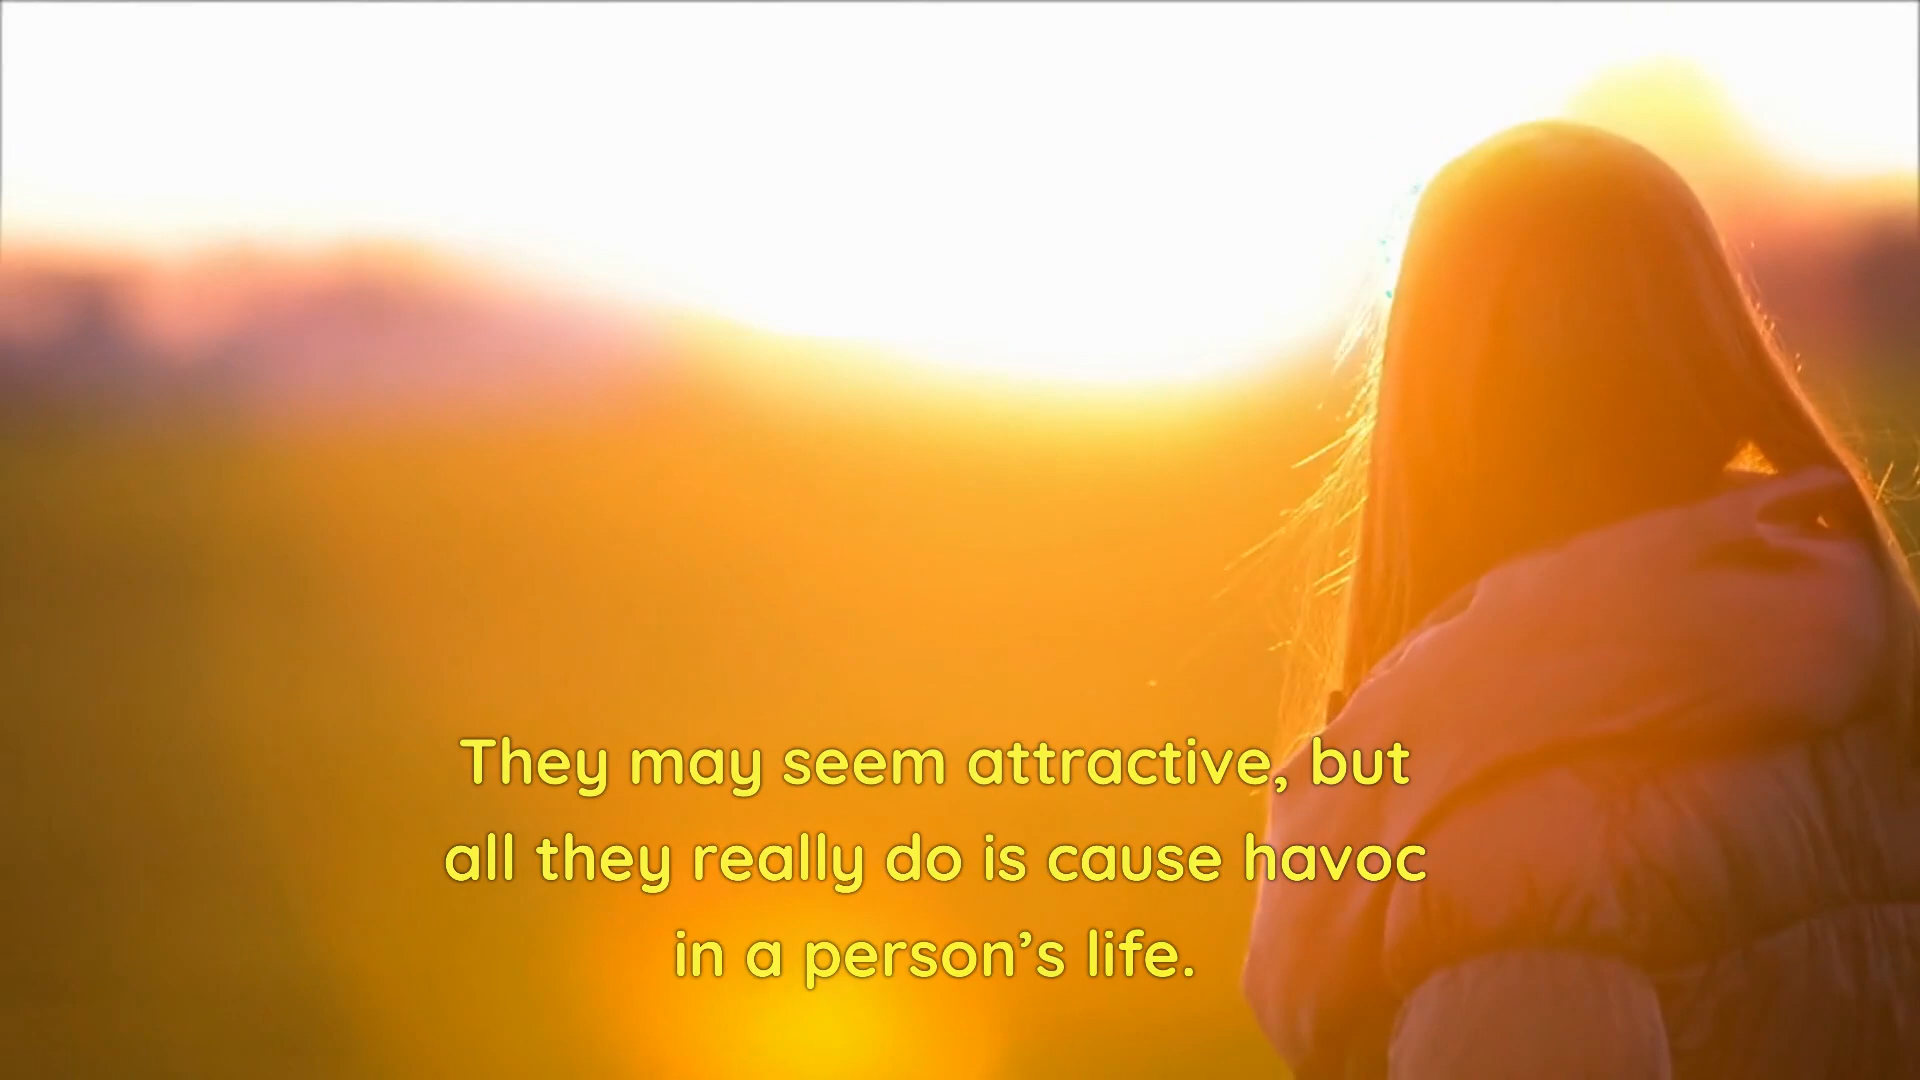 They may seem attractive, but
all they really do is cause havoc
in a person’s life.